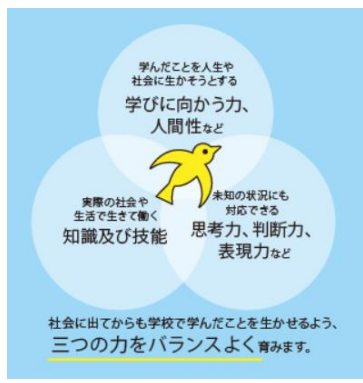 学んだことを人生や
社会に生かそうとする
学びに向かう力、
人間性など
実際の社会や
生活で生きて働く
知識及び技能
未知の状況にも
対応できる
思考力、判断力、
表現力など
社会に出てからも学校で学んだことを生かせるよう、
三つの力をバランスよく育みます。